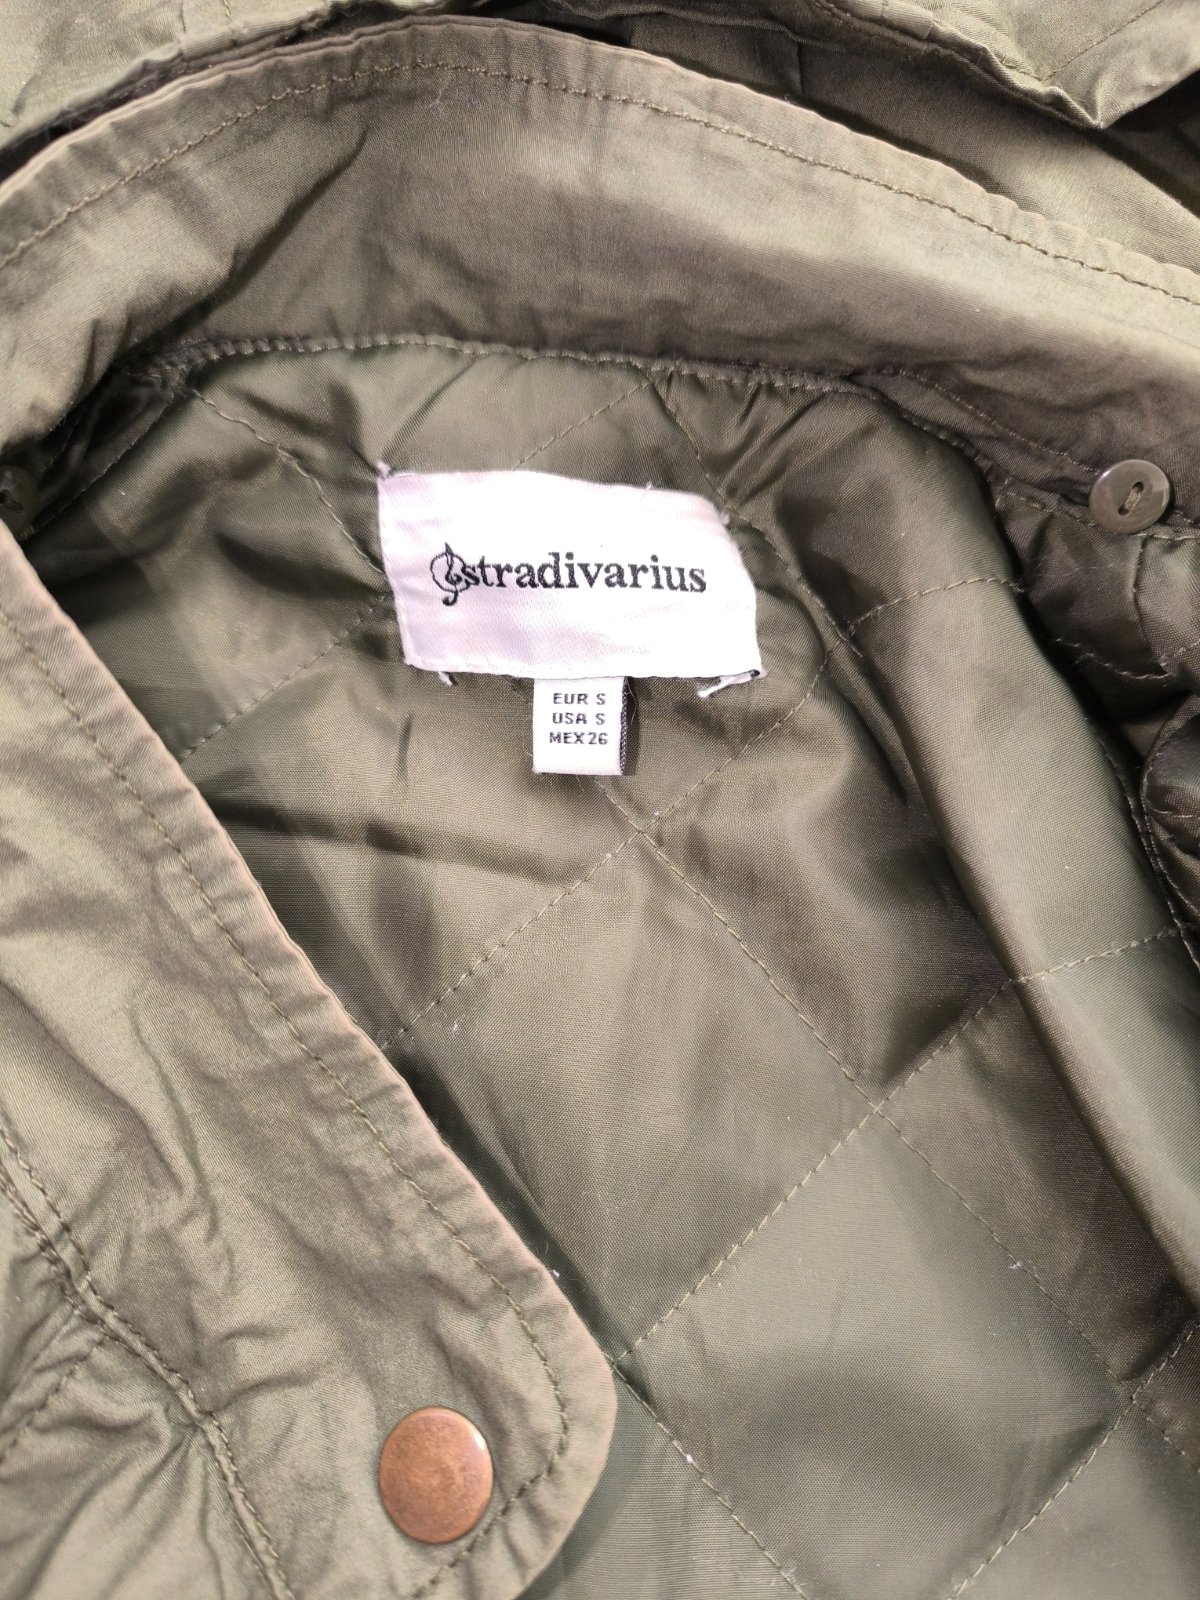 stradivarius
EUR S
USA S
MEX 26